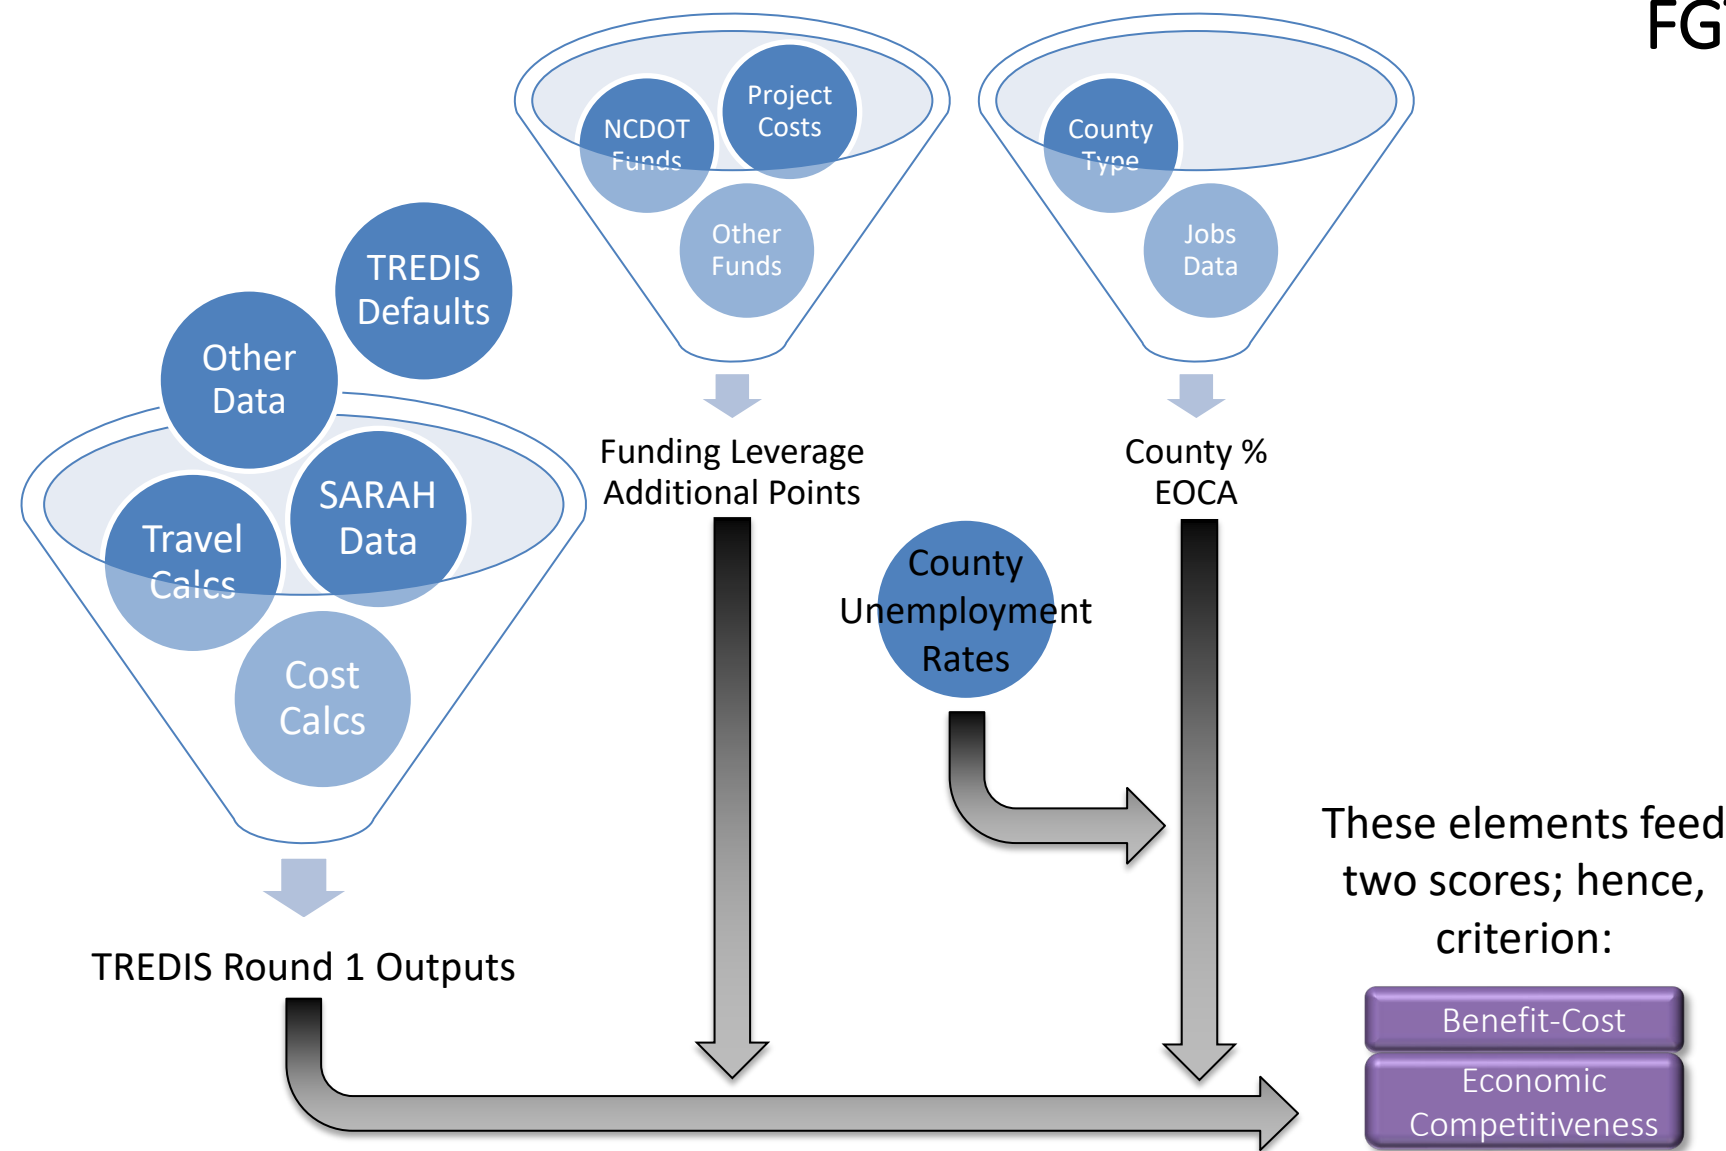 NCDOT
Funds
Project
Costs
Other
Funds
County
Type
Jobs
Data
TREDIS
Defaults
Other
Data
SARAH
Data
Travel
Calcs
Cost
Calcs
Funding Leverage
Additional Points
County %
EOCA
County
Unemployment
Rates
TREDIS Round 1 Outputs
These elements feed
two scores; hence,
criterion:
Benefit-Cost
Economic
Competitiveness